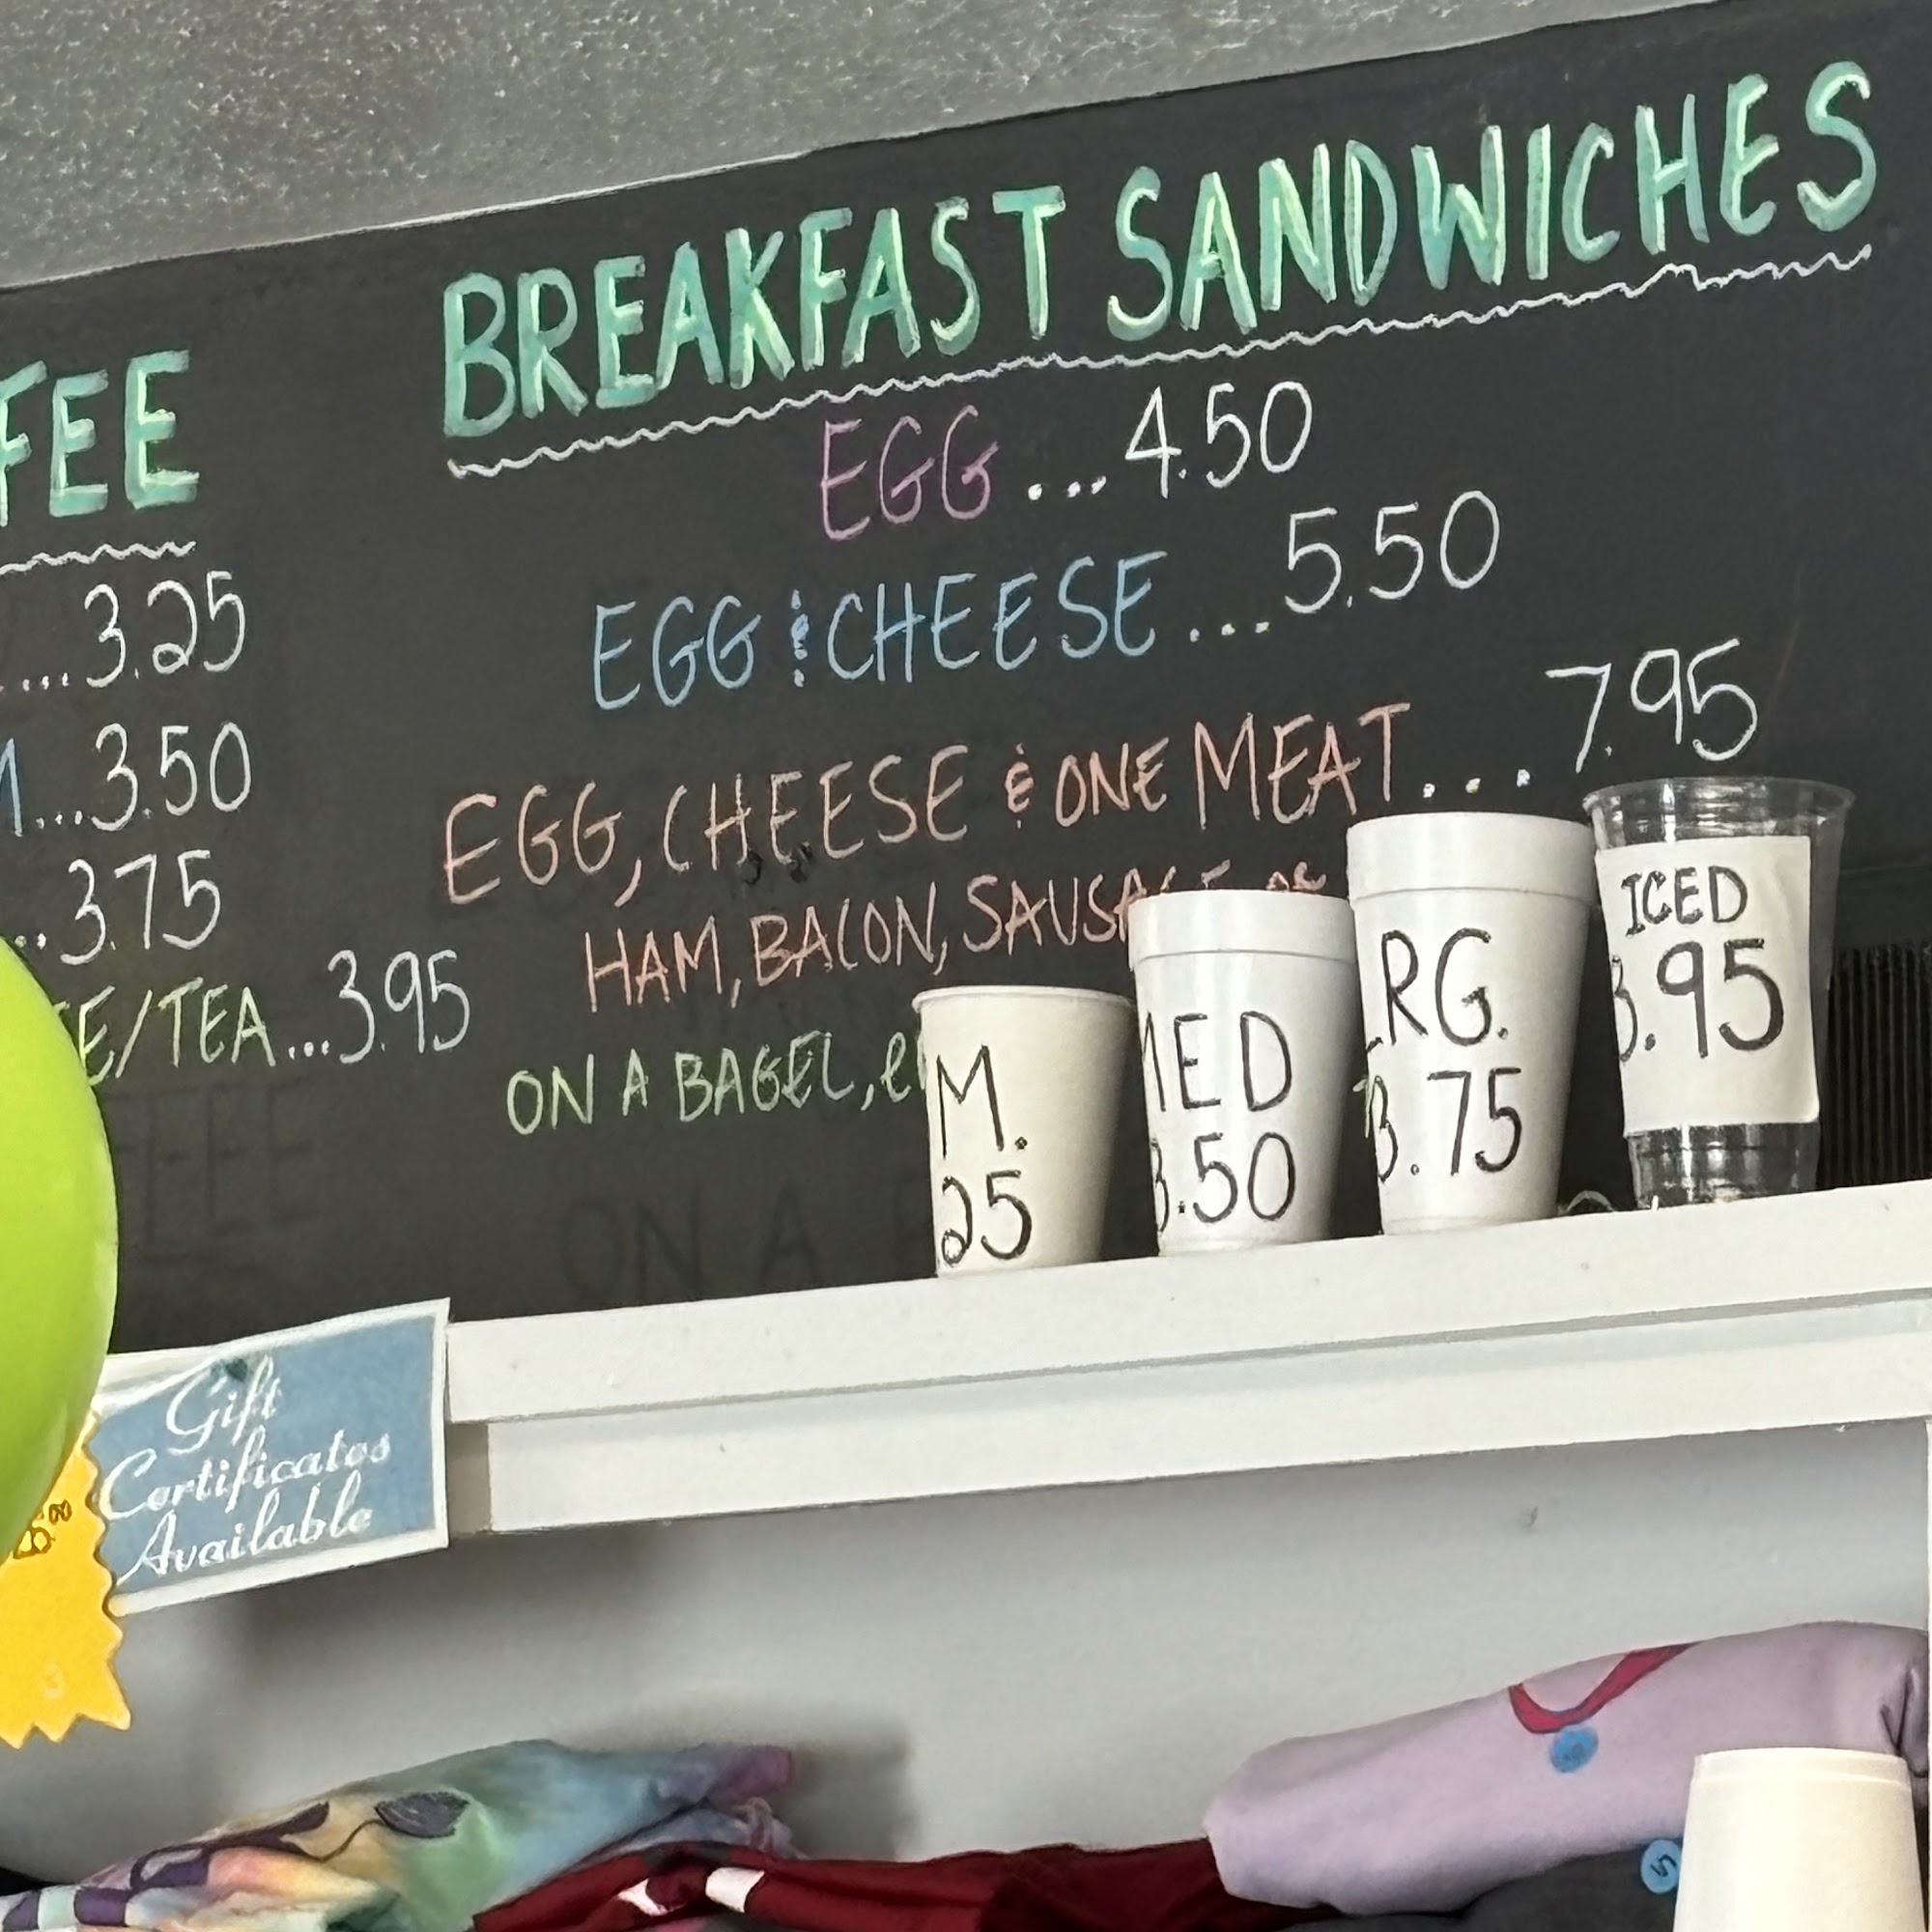 FEE
...3.25
M...3.50
..3.75
E/TEA...3.95
BREAKFAST SANDWICHES
EGG...4.50
EGG & CHEESE...5.50
EGG, CHEESE & ONE MEAT...7.95
HAM, BACON,
ON A BAGEL,
M.
25
MED
3.50
LRG.
3.75
ICED
3.95
Gift
Certificates
Available
S